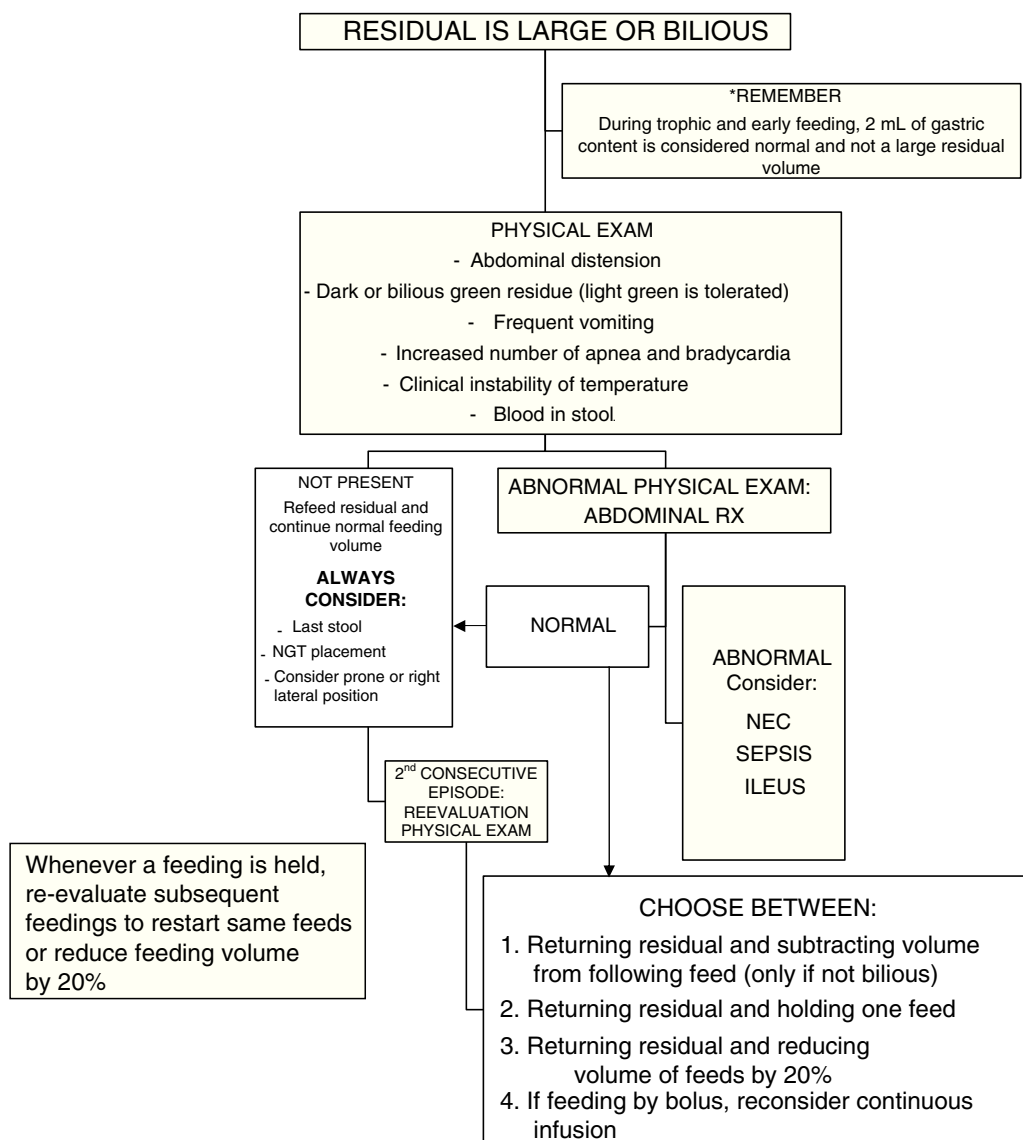 RESIDUAL IS LARGE OR BILIOUS
*REMEMBER
During trophic and early feeding, 2 mL of gastric
content is considered normal and not a large residual
volume
PHYSICAL EXAM
- Abdominal distension
- Dark or bilious green residue (light green is tolerated)
- Frequent vomiting
- Increased number of apnea and bradycardia
- Clinical instability of temperature
- Blood in stool.
NOT PRESENT
Refeed residual and
continue normal feeding
volume
ALWAYS
CONSIDER:
- Last stool
- NGT placement
- Consider prone or right
lateral position
ABNORMAL PHYSICAL EXAM:
ABDOMINAL RX
NORMAL
ABNORMAL
Consider:
NEC
SEPSIS
ILEUS
2nd CONSECUTIVE
EPISODE:
REEVALUATION
PHYSICAL EXAM
Whenever a feeding is held,
re-evaluate subsequent
feedings to restart same feeds
or reduce feeding volume
by 20%
CHOOSE BETWEEN:
1. Returning residual and subtracting volume
from following feed (only if not bilious)
2. Returning residual and holding one feed
3. Returning residual and reducing
volume of feeds by 20%
4. If feeding by bolus, reconsider continuous
infusion